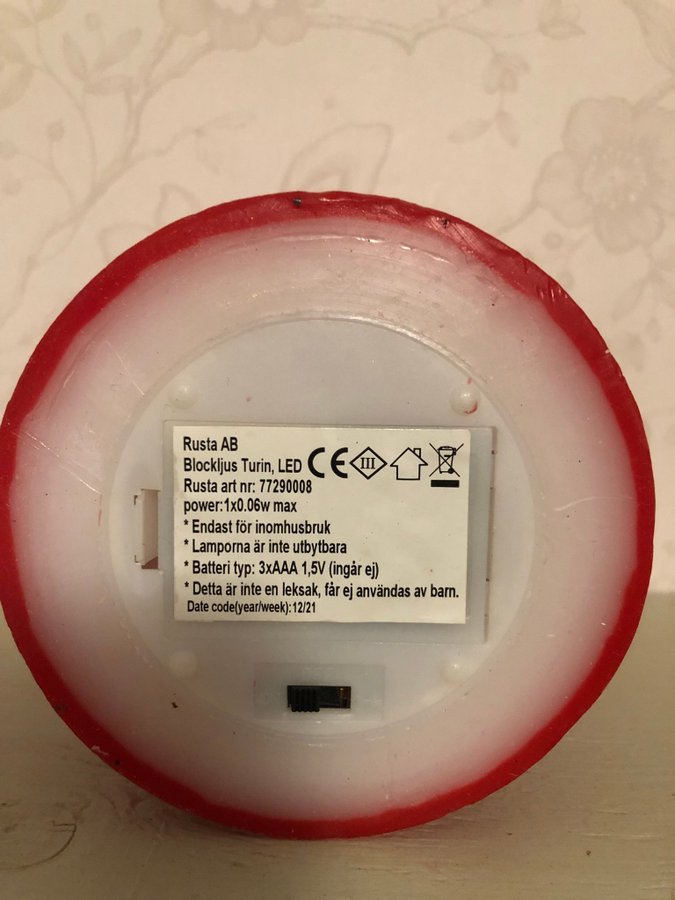 Rusta AB
Blockljus Turin, LED CE III
Rusta art nr: 77290008
power:1x0.06w max
* Endast för inomhusbruk
* Lamporna är inte utbytbara
* Batteri typ: 3xAAA 1,5V (ingår ej)
* Detta är inte en leksak, får ej användas av barn.
Date code(year/week):12/21